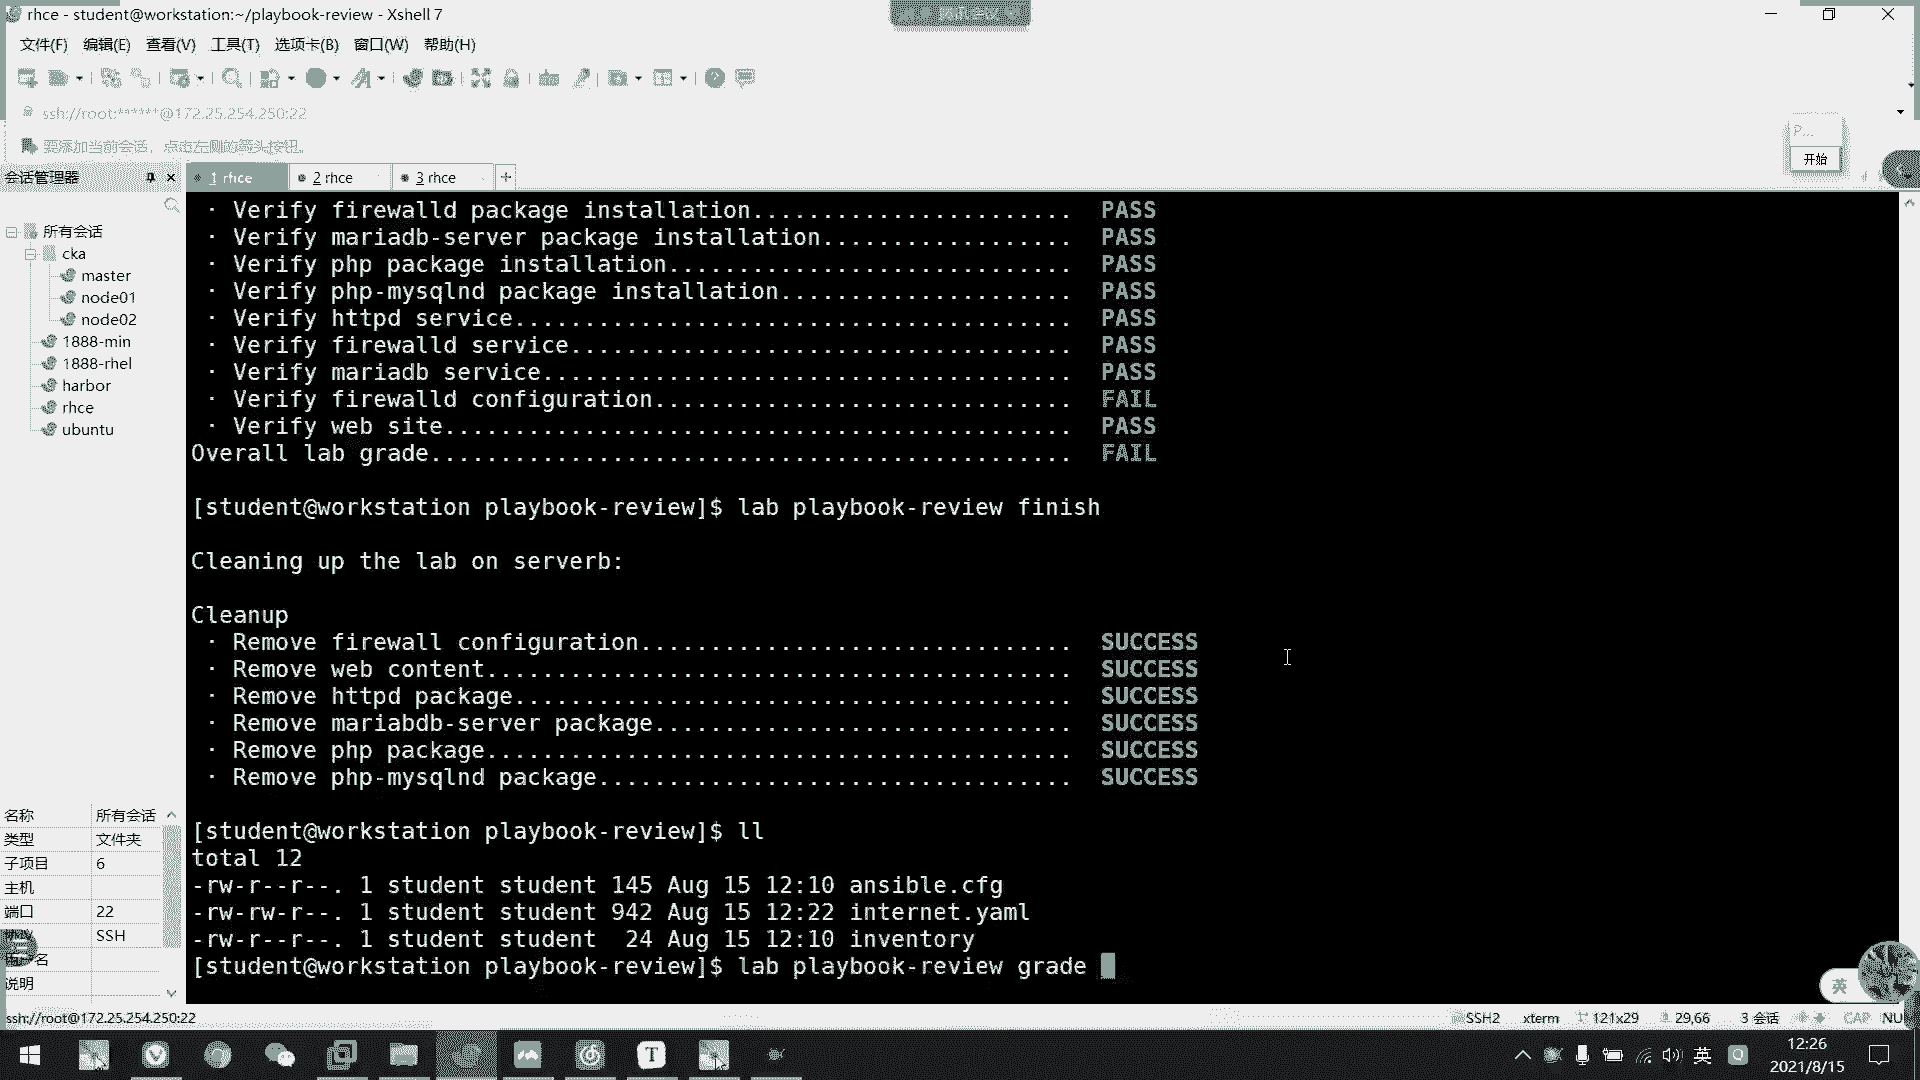 rhce - student@workstation:~/playbook-review - Xshell 7
文件(F) 编辑(E) 查看(V) 工具(T) 选项卡(B) 窗口(W) 帮助(H)
ssh://root:******@172.25.254.250:22
要添加当前会话，点击左侧的箭头按钮。
P...
开始
会话管理器
1 rhce 2 rhce 3 rhce +
所有会话
cka
master
node01
node02
1888-min
1888-rhel
harbor
rhce
ubuntu
名称 所有会话
类型 文件夹
子项目 6
主机
端口 22
协议 SSH
说明
· Verify firewalld package installation....................... PASS
· Verify mariadb-server package installation.................. PASS
· Verify php package installation............................. PASS
· Verify php-mysqlnd package installation..................... PASS
· Verify httpd service........................................ PASS
· Verify firewalld service.................................... PASS
· Verify mariadb service...................................... PASS
· Verify firewalld configuration.............................. FAIL
· Verify web site............................................. PASS
Overall lab grade.............................................. FAIL
[student@workstation playbook-review]$ lab playbook-review finish
Cleaning up the lab on serverb:
Cleanup
· Remove firewall configuration............................... SUCCESS
· Remove web content.......................................... SUCCESS
· Remove httpd package........................................ SUCCESS
· Remove mariabdb-server package.............................. SUCCESS
· Remove php package.......................................... SUCCESS
· Remove php-mysqlnd package.................................. SUCCESS
[student@workstation playbook-review]$ ll
total 12
-rw-r--r--. 1 student student 145 Aug 15 12:10 ansible.cfg
-rw-rw-r--. 1 student student 942 Aug 15 12:22 internet.yaml
-rw-r--r--. 1 student student  24 Aug 15 12:10 inventory
[student@workstation playbook-review]$ lab playbook-review grade
英
ssh://root@172.25.254.250:22 SSH2 xterm 121x29 29,66 3 会话 CAP NU
英 12:26
2021/8/15